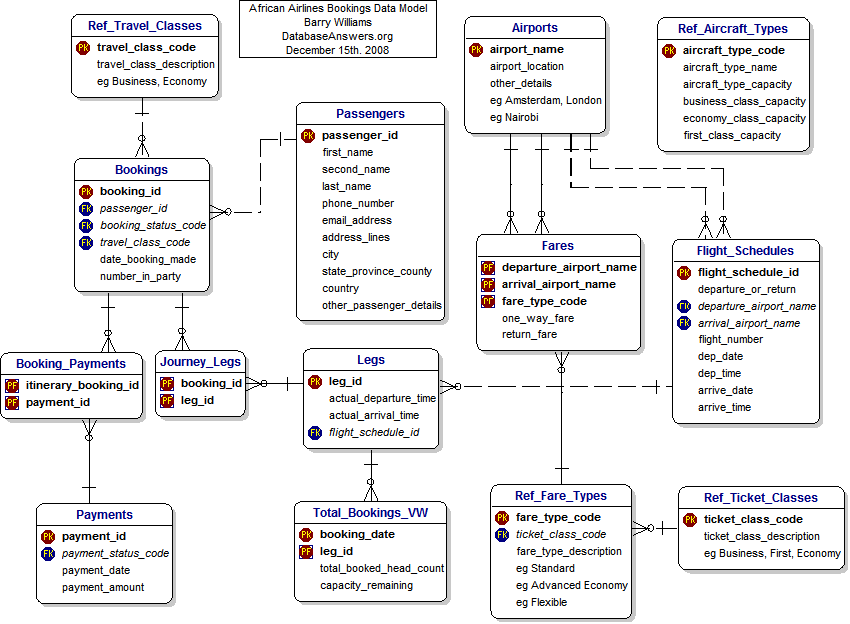 African Airlines Bookings Data Model
Barry Williams
DatabaseAnswers.org
December 15th. 2008
Ref_Travel_Classes
PK travel_class_code
travel_class_description
eg Business, Economy
Airports
PK airport_name
airport_location
other_details
eg Amsterdam, London
eg Nairobi
Ref_Aircraft_Types
PK aircraft_type_code
aircraft_type_name
aircraft_type_capacity
business_class_capacity
economy_class_capacity
first_class_capacity
Passengers
PK passenger_id
first_name
second_name
last_name
phone_number
email_address
address_lines
city
state_province_county
country
other_passenger_details
Bookings
PK booking_id
FK passenger_id
FK booking_status_code
FK travel_class_code
date_booking_made
number_in_party
Fares
PF departure_airport_name
PF arrival_airport_name
PF fare_type_code
one_way_fare
return_fare
Flight_Schedules
PK flight_schedule_id
departure_or_return
FK departure_airport_name
FK arrival_airport_name
flight_number
dep_date
dep_time
arrive_date
arrive_time
Booking_Payments
PF itinerary_booking_id
PF payment_id
Journey_Legs
PF booking_id
PF leg_id
Legs
PK leg_id
actual_departure_time
actual_arrival_time
FK flight_schedule_id
Payments
PK payment_id
FK payment_status_code
payment_date
payment_amount
Total_Bookings_VW
PK booking_date
PF leg_id
total_booked_head_count
capacity_remaining
Ref_Fare_Types
PK fare_type_code
FK ticket_class_code
fare_type_description
eg Standard
eg Advanced Economy
eg Flexible
Ref_Ticket_Classes
PK ticket_class_code
ticket_class_description
eg Business, First, Economy